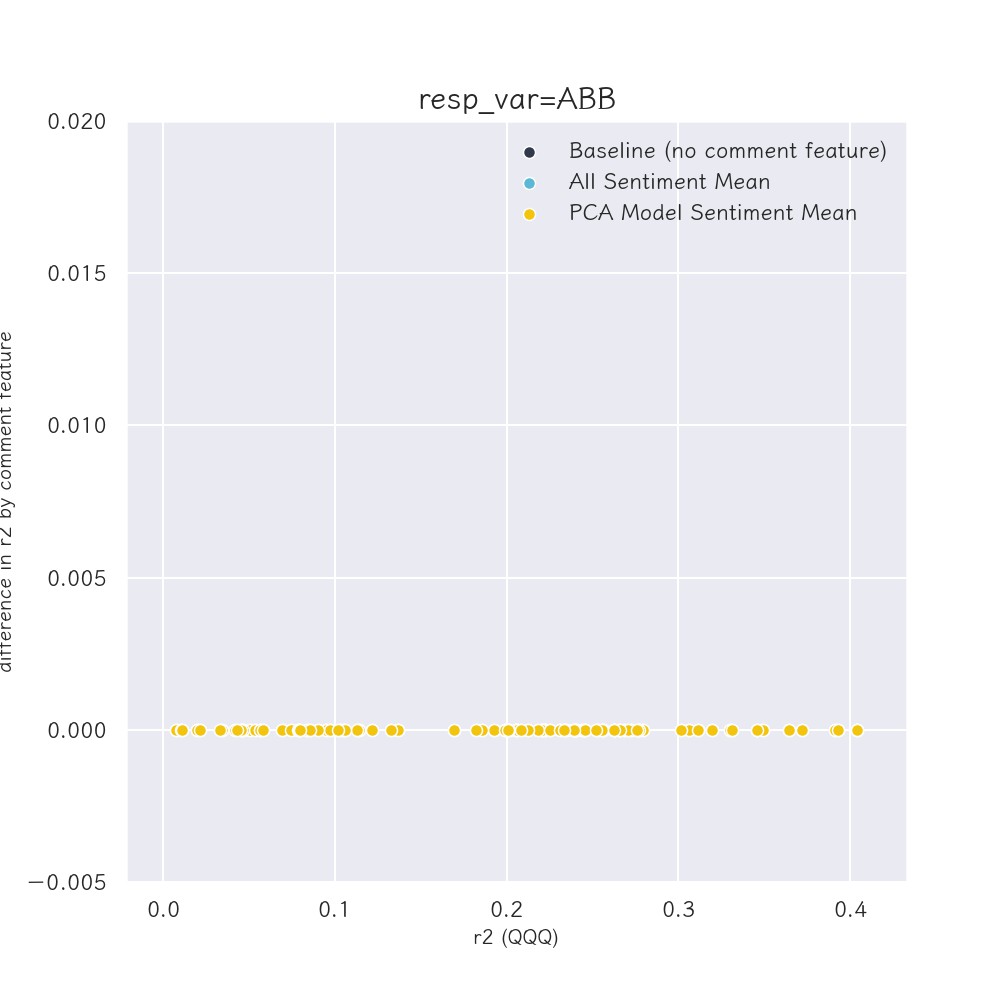 resp_var=ABB
0.020
0.015
0.010
0.005
0.000
−0.005
difference in r2 by comment feature
Baseline (no comment feature)
All Sentiment Mean
PCA Model Sentiment Mean
0.0 0.1 0.2 0.3 0.4
r2 (QQQ)